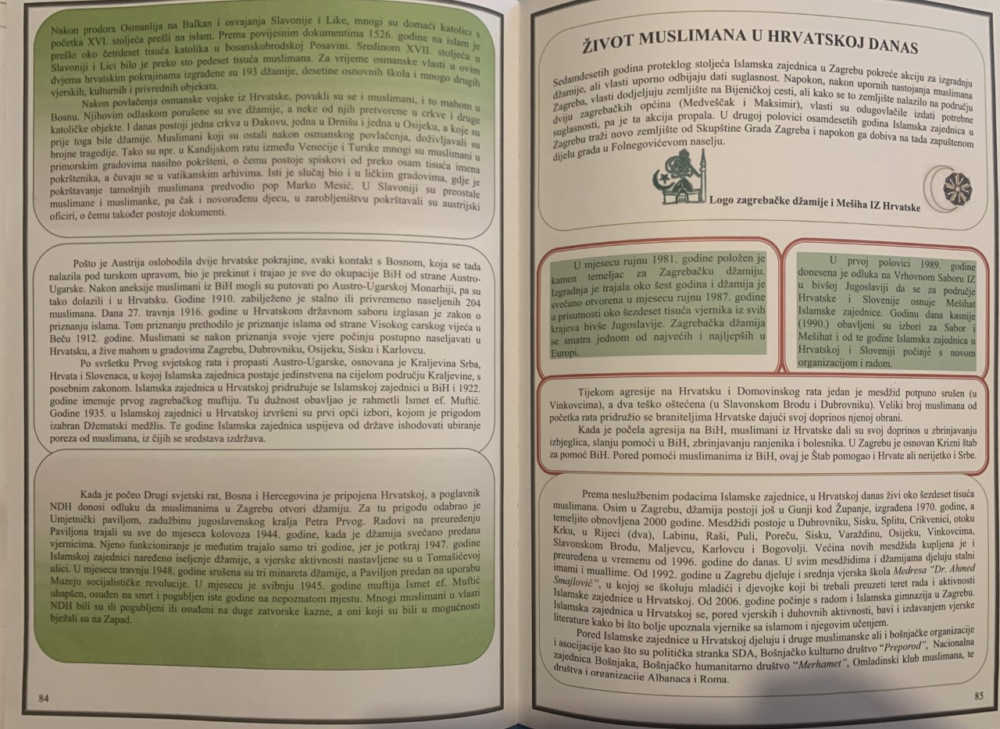 Nakon prodora Osmanlija na Balkan i osvajanja Slavonije i Like, mnogi su domaći katolici s
početka XVI. stoljeća prešli na islam. Prema povijesnim dokumentima 1526. godine na islam je
prešlo oko četrdeset tisuća katolika u bosanskobrodskoj Posavini. Sredinom XVII. stoljeća u
Slavoniji i Lici bilo je preko sto pedeset tisuća muslimana. Za vrijeme osmanske vlasti u ovim
dvjema hrvatskim pokrajinama izgrađene su 193 džamije, desetine osnovnih škola i mnogo drugih
vjerskih, kulturnih i privrednih objekata.
Nakon povlačenja osmanske vojske iz Hrvatske, povukli su se i muslimani, i to mahom u
Bosnu. Njihovim odlaskom porušene su sve džamije, a neke od njih pretvorene u crkve i druge
katoličke objekte. I danas postoji jedna crkva u Đakovu, jedna u Drnišu i jedna u Osijeku, a koje su
prije toga bile džamije. Muslimani koji su ostali nakon osmanskog povlačenja, doživljavali su
brojne tragedije. Tako su npr. u Kandijskom ratu između Venecije i Turske mnogi su muslimani u
primorskim gradovima nasilno pokršteni, o čemu postoje spiskovi od preko osam tisuća imena
pokrštenika, a čuvaju se u vatikanskim arhivima. Isti je slučaj bio i u ličkim gradovima, gdje je
pokrštavanje tamošnjih muslimana predvodio pop Marko Mesić. U Slavoniji su preostale
muslimane i muslimanke, pa čak i novorođenu djecu, u zarobljeništvu pokrštavali su austrijski
oficiri, o čemu također postoje dokumenti.
Pošto je Austrija oslobodila dvije hrvatske pokrajine, svaki kontakt s Bosnom, koja se tada
nalazila pod turskom upravom, bio je prekinut i trajao je sve do okupacije BiH od strane Austro-
Ugarske. Nakon aneksije muslimani iz BiH mogli su putovati po Austro-Ugarskoj Monarhiji, pa su
tako dolazili i u Hrvatsku. Godine 1910. zabilježeno je stalno ili privremeno naseljenih 204
muslimana. Dana 27. travnja 1916. godine u Hrvatskom državnom saboru izglasan je zakon o
priznanju islama. Tom priznanju prethodilo je priznanje islama od strane Visokog carskog vijeća u
Beču 1912. godine. Muslimani se nakon priznanja svoje vjere počinju postupno naseljavati u
Hrvatsku, a žive mahom u gradovima Zagrebu, Dubrovniku, Osijeku, Sisku i Karlovcu.
Po svršetku Prvog svjetskog rata i propasti Austro-Ugarske, osnovana je Kraljevina Srba,
Hrvata i Slovenaca, u kojoj Islamska zajednica postaje jedinstvena na cijelom području Kraljevine, s
posebnim zakonom. Islamska zajednica u Hrvatskoj pridružuje se Islamskoj zajednici u BiH i 1922.
godine imenuje prvog zagrebačkog muftiju. Tu dužnost obavljao je rahmetli Ismet ef. Muftić.
Godine 1935. u Islamskoj zajednici u Hrvatskoj izvršeni su prvi opći izbori, kojom je prigodom
izabran Džematski medžlis. Te godine Islamska zajednica uspijeva od države ishodovati ubiranje
poreza od muslimana, iz čijih se sredstava izdržava.
Kada je počeo Drugi svjetski rat, Bosna i Hercegovina je pripojena Hrvatskoj, a poglavnik
NDH donosi odluku da muslimanima u Zagrebu otvori džamiju. Za tu prigodu odabrao je
Umjetnički paviljom, zadužbinu jugoslavenskog kralja Petra Prvog. Radovi na preuređenju
Paviljona trajali su sve do mjeseca kolovoza 1944. godine, kada je džamija svečano predana
vjernicima. Njeno funkcioniranje je međutim trajalo samo tri godine, jer je potkraj 1947. godine
Islamskoj zajednici naređeno iseljenje džamije, a vjerske aktivnosti nastavljene su u Tomašićevoj
ulici. U mjesecu travnju 1948. godine srušena su tri minareta džamije, a Paviljon predan na uporabu
Muzeju socijalističke revolucije. U mjesecu je svibnju 1945. godine muftija Ismet ef. Muftić
uhapšen, osuđen na smrt i pogubljen iste godine na nepoznatom mjestu. Mnogi muslimani u vlasti
NDH bili su ili pogubljeni ili osuđeni na duge zatvorske kazne, a oni koji su bili u mogućnosti
bježali su na Zapad.
84
ŽIVOT MUSLIMANA U HRVATSKOJ DANAS
Sedamdesetih godina proteklog stoljeća Islamska zajednica u Zagrebu pokreće akciju za izgradnju
džamije, ali vlasti uporno odbijaju dati suglasnost. Napokon, nakon upornih nastojanja muslimana
Zagreba, vlasti dodjeljuju zemljište na Bijeničkoj cesti, ali kako se to zemljište nalazilo na području
dviju zagrebačkih općina (Medveščak i Maksimir), vlasti su odugovlačile izdati potrebne
suglasnosti, pa je ta akcija propala. U drugoj polovici osamdesetih godina Islamska zajednica u
Zagrebu traži novo zemljište od Skupštine Grada Zagreba i napokon ga dobiva na tada zapuštenom
dijelu grada u Folnegovićevom naselju.
Logo zagrebačke džamije i Mešiha IZ Hrvatske
U mjesecu rujnu 1981. godine položen je
kamen temeljac za Zagrebačku džamiju.
Izgradnja je trajala oko šest godina i džamija je
svečano otvorena u mjesecu rujnu 1987. godine
u prisutnosti oko šezdeset tisuća vjernika iz svih
krajeva bivše Jugoslavije. Zagrebačka džamija
se smatra jednom od najvećih i najljepših u
Europi.
U prvoj polovici 1989. godine
donesena je odluka na Vrhovnom Saboru IZ
u bivšoj Jugoslaviji da se za područje
Hrvatske i Slovenije osnuje Mešihat
Islamske zajednice. Godinu dana kasnije
(1990.) obavljeni su izbori za Sabor i
Mešihat i od te godine Islamska zajednica u
Hrvatskoj i Sloveniji počinje s novom
organizacijom i radom.
Tijekom agresije na Hrvatsku i Domovinskog rata jedan je mesdžid potpuno srušen (u
Vinkovcima), a dva teško oštećena (u Slavonskom Brodu i Dubrovniku). Veliki broj muslimana od
početka rata pridružio se braniteljima Hrvatske dajući svoj doprinos njenoj obrani.
Kada je počela agresija na BiH, muslimani iz Hrvatske dali su svoj doprinos u zbrinjavanju
izbjeglica, slanju pomoći u BiH, zbrinjavanju ranjenika i bolesnika. U Zagrebu je osnovan Krizni štab
za pomoć BiH. Pored pomoći muslimanima iz BiH, ovaj je Štab pomogao i Hrvate ali nerijetko i Srbe.
Prema neslužbenim podacima Islamske zajednice, u Hrvatskoj danas živi oko šezdeset tisuća
muslimana. Osim u Zagrebu, džamija postoji još u Gunji kod Županje, izgrađena 1970. godine, a
temeljito obnovljena 2000 godine. Mesdžidi postoje u Dubrovniku, Sisku, Splitu, Crikvenici, otoku
Krku, u Rijeci (dva), Labinu, Raši, Puli, Poreču, Sisku, Varaždinu, Osijeku, Vinkovcima,
Slavonskom Brodu, Maljevcu, Karlovcu i Bogovolji. Većina novih mesdžida kupljena je i
preuređena u vremenu od 1996. godine do danas. U svim mesdžidima i džamijama djeluju stalni
imami i muallime. Od 1992. godine u Zagrebu djeluje i srednja vjerska škola Medresa "Dr. Ahmed
Smajlović", u kojoj se školuju mladići i djevojke koji bi trebali preuzeti teret rada i aktivnosti
Islamske zajednice u Hrvatskoj. Od 2006. godine počinje s radom i Islamska gimnazija u Zagrebu.
Islamska zajednica u Hrvatskoj se, pored vjerskih i duhovnih aktivnosti, bavi i izdavanjem vjerske
literature kako bi što bolje upoznala vjernike sa islamom i njegovim učenjem.
Pored Islamske zajednice u Hrvatskoj djeluju i druge muslimanske ali i bošnjačke organizacije
i asocijacije kao što su politička stranka SDA, Bošnjačko kulturno društvo "Preporod", Nacionalna
zajednica Bošnjaka, Bošnjačko humanitarno društvo "Merhamet", Omladinski klub muslimana, te
društva i organizacije Albanaca i Roma.
85